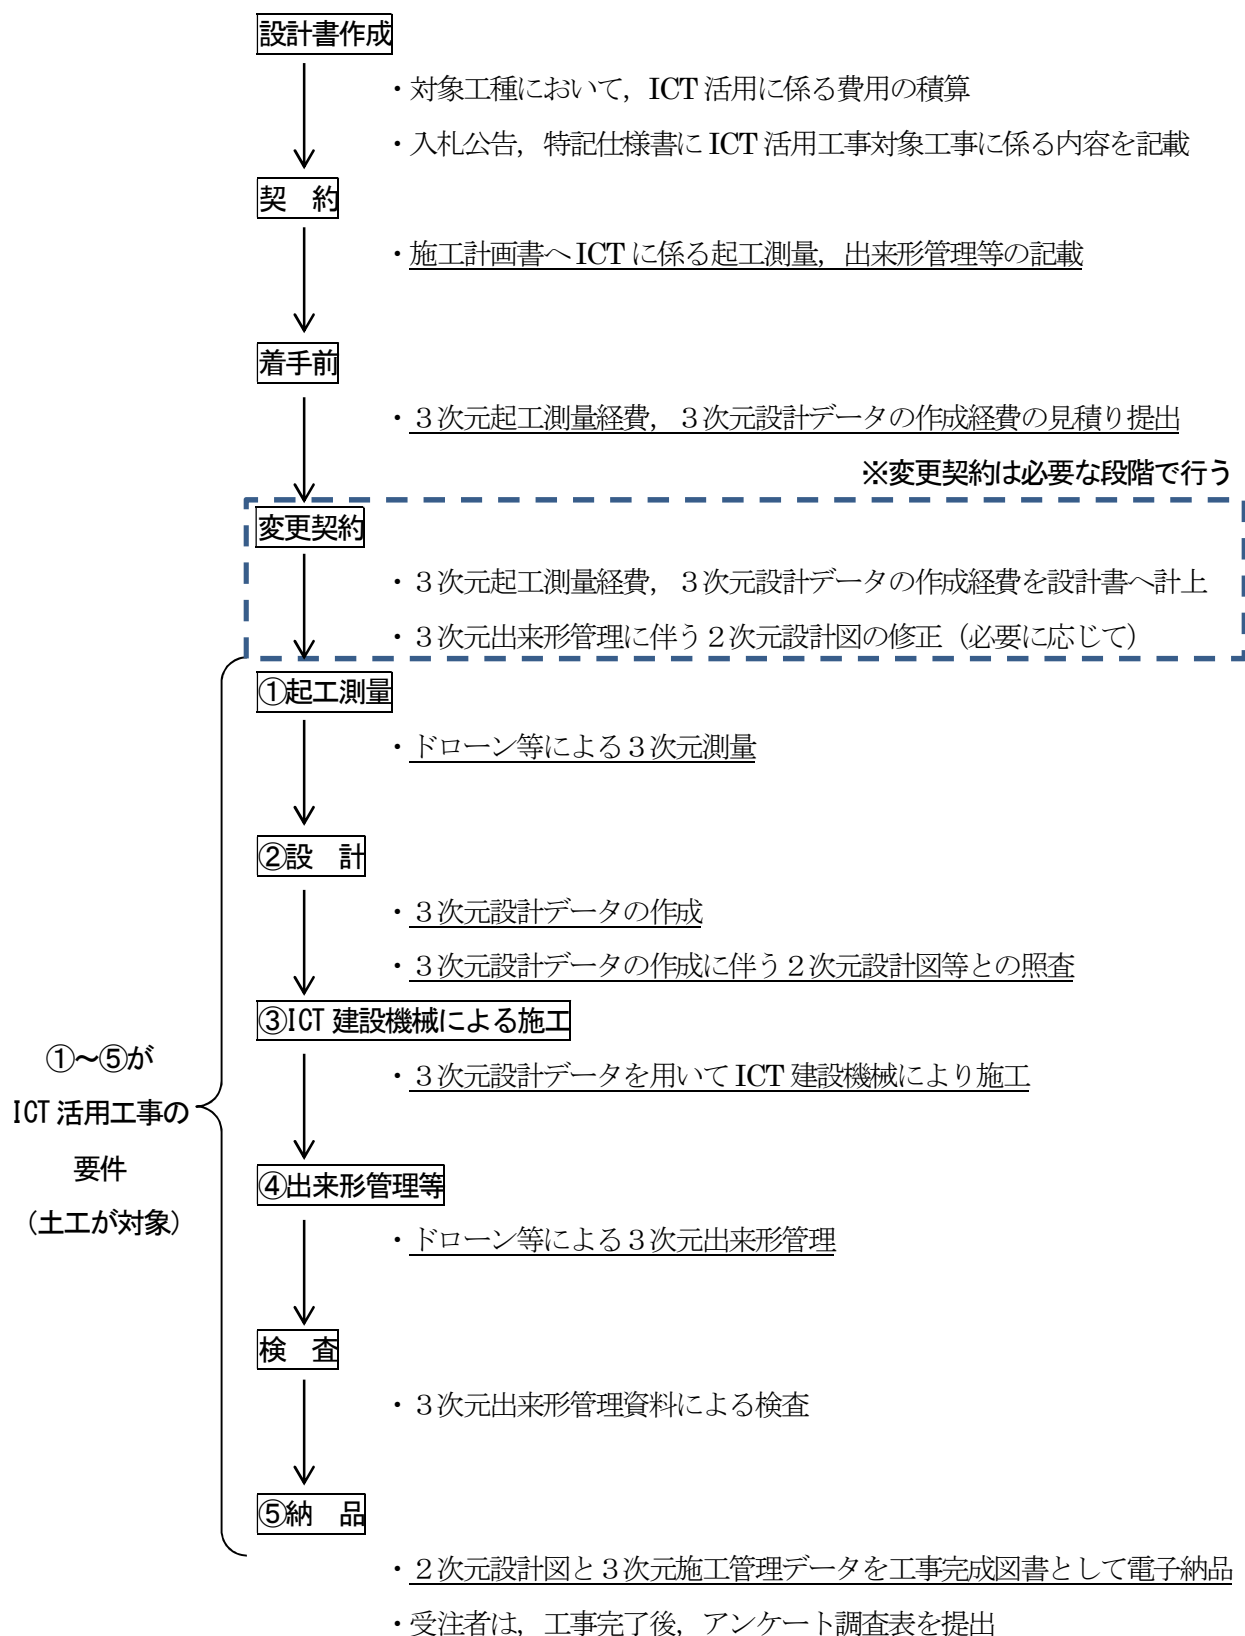 設計書作成
・対象工種において，ICT 活用に係る費用の積算
・入札公告，特記仕様書に ICT 活用工事対象工事に係る内容を記載
契　約
・施工計画書へ ICT に係る起工測量，出来形管理等の記載
着手前
・３次元起工測量経費，３次元設計データの作成経費の見積り提出
※変更契約は必要な段階で行う
変更契約
・３次元起工測量経費，３次元設計データの作成経費を設計書へ計上
・３次元出来形管理に伴う２次元設計図の修正（必要に応じて）
①起工測量
・ドローン等による３次元測量
②設　計
・３次元設計データの作成
・３次元設計データの作成に伴う２次元設計図等との照査
③ICT 建設機械による施工
・３次元設計データを用いて ICT 建設機械により施工
①～⑤が
ICT 活用工事の
要件
（土工が対象）
④出来形管理等
・ドローン等による３次元出来形管理
検　査
・３次元出来形管理資料による検査
⑤納　品
・２次元設計図と３次元施工管理データを工事完成図書として電子納品
・受注者は，工事完了後，アンケート調査表を提出